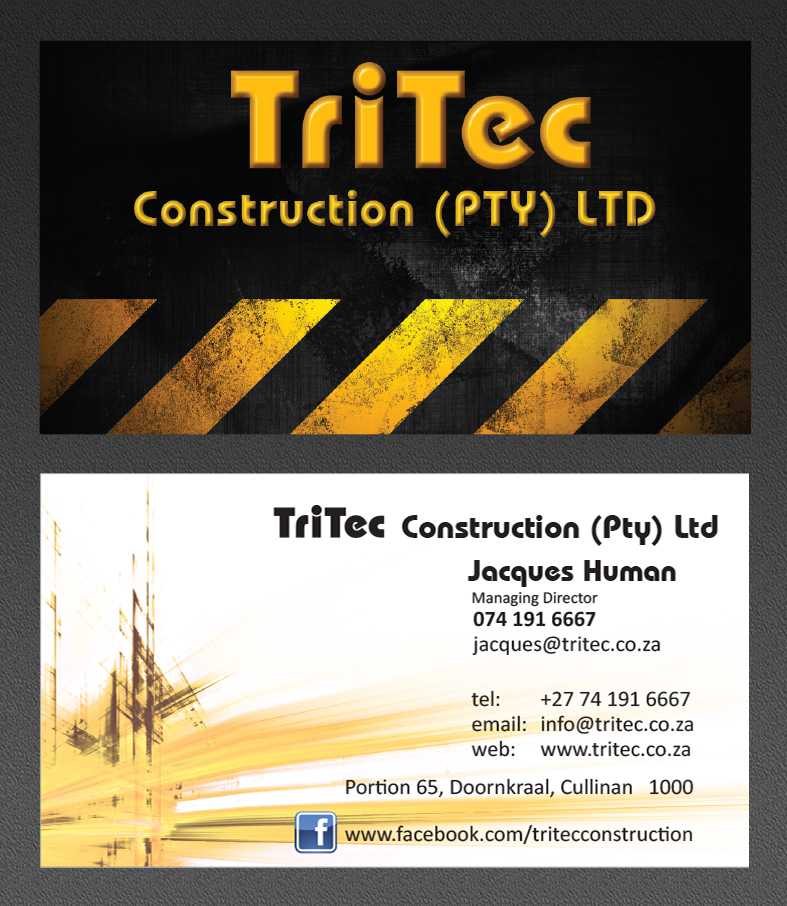 TriTec
Construction (PTY) LTD
TriTec Construction (Pty) Ltd
Jacques Human
Managing Director
074 191 6667
jacques@tritec.co.za
tel: +27 74 191 6667
email: info@tritec.co.za
web: www.tritec.co.za
Portion 65, Doornkraal, Cullinan 1000
f www.facebook.com/tritecconstruction